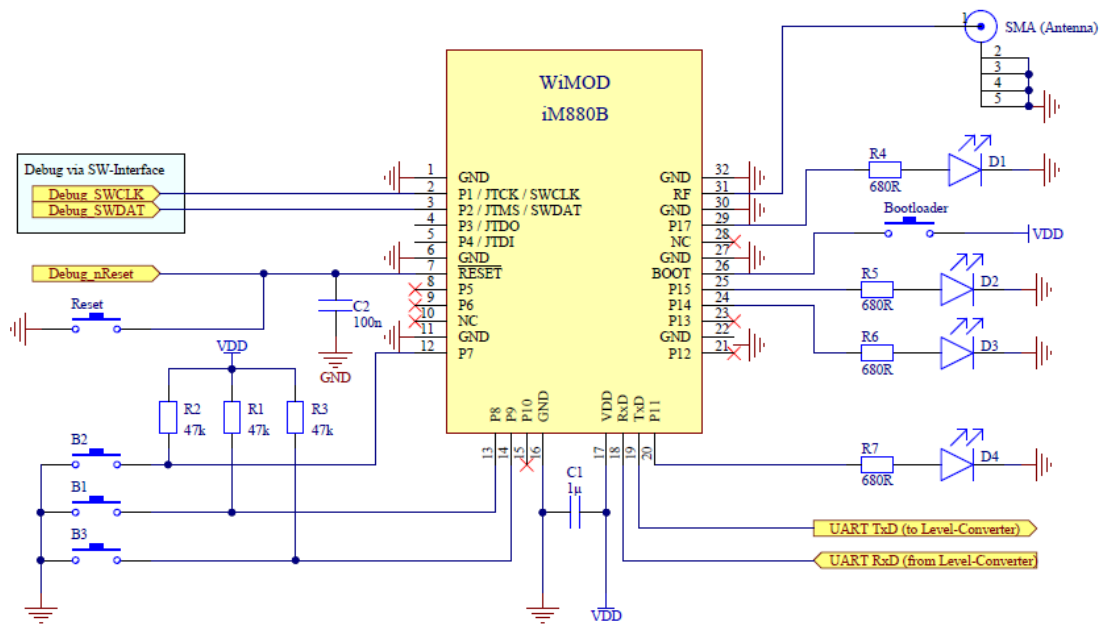 1
SMA (Antenna)
2
3
4
5
WiMOD
iM880B
Debug via SW-Interface
Debug_SWCLK
Debug_SWDAT
Debug_nReset
Reset
C2
100n
GND
VDD
R2
47k
R1
47k
R3
47k
B2
B1
B3
1 GND
2 P1 / JTCK / SWCLK
3 P2 / JTMS / SWDAT
4 P3 / JTDO
5 P4 / JTDI
6 GND
7 RESET
8 P5
9 P6
10 NC
11 GND
12 P7
GND 32
RF 31
GND 30
P17 29
NC 28
GND 27
BOOT 26
P15 25
P14 24
P13 23
GND 22
P12 21
P8 13
P9 14
P10 15
GND 16
VDD 17
RxD 18
TxD 19
P11 20
R4
680R
D1
Bootloader
VDD
R5
680R
D2
R6
680R
D3
R7
680R
D4
C1
1µ
VDD
UART TxD (to Level-Converter)
UART RxD (from Level-Converter)